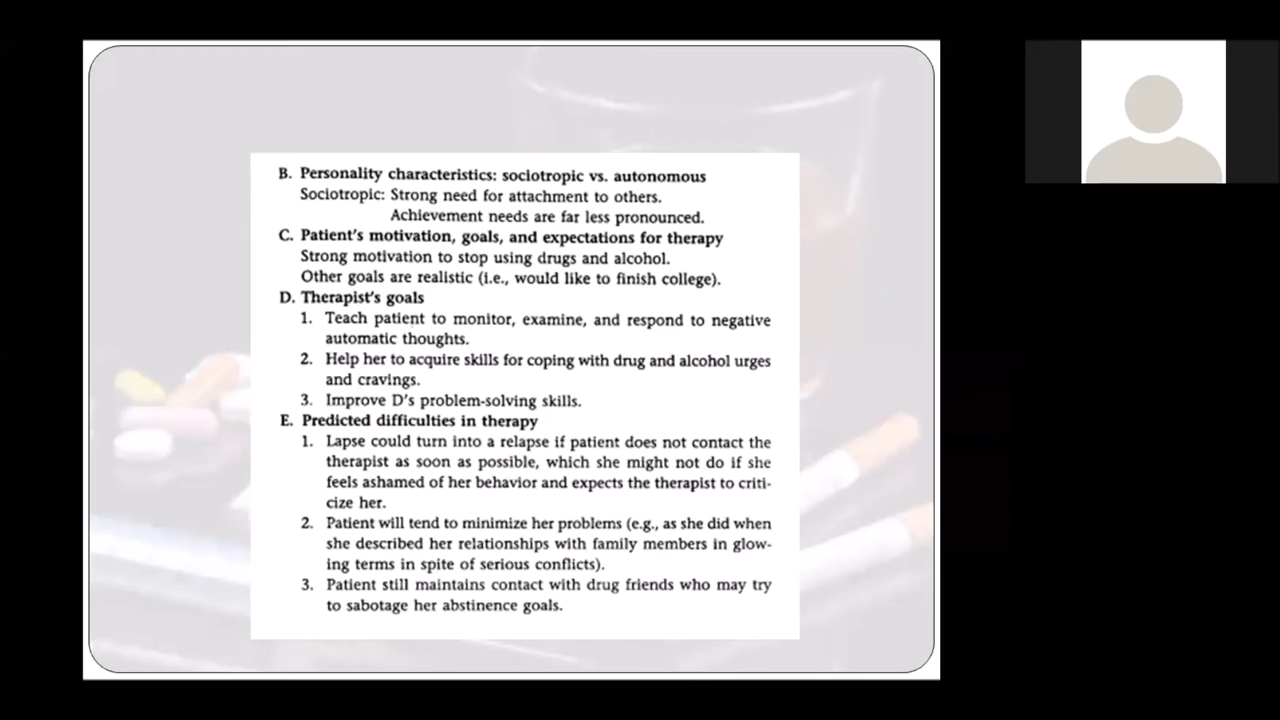 B. Personality characteristics: sociotropic vs. autonomous
Sociotropic: Strong need for attachment to others.
Achievement needs are far less pronounced.
C. Patient's motivation, goals, and expectations for therapy
Strong motivation to stop using drugs and alcohol.
Other goals are realistic (i.e., would like to finish college).
D. Therapist's goals
1. Teach patient to monitor, examine, and respond to negative
automatic thoughts.
2. Help her to acquire skills for coping with drug and alcohol urges
and cravings.
3. Improve D's problem-solving skills.
E. Predicted difficulties in therapy
1. Lapse could turn into a relapse if patient does not contact the
therapist as soon as possible, which she might not do if she
feels ashamed of her behavior and expects the therapist to criti-
cize her.
2. Patient will tend to minimize her problems (e.g., as she did when
she described her relationships with family members in glow-
ing terms in spite of serious conflicts).
3. Patient still maintains contact with drug friends who may try
to sabotage her abstinence goals.